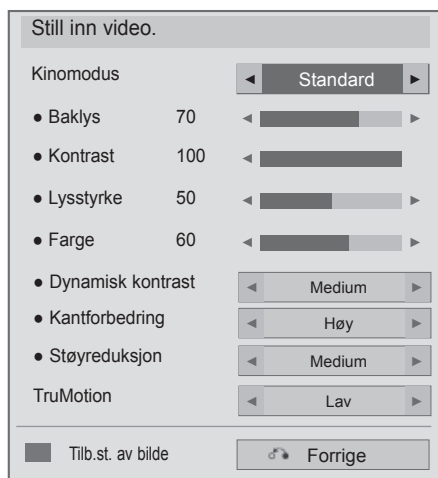 Still inn video.
Kinomodus ◄ Standard ►
● Baklys 70 ◄ ►
● Kontrast 100 ◄
● Lysstyrke 50 ◄ ►
● Farge 60 ◄ ►
● Dynamisk kontrast ◄ Medium ►
● Kantforbedring ◄ Høy ►
● Støyreduksjon ◄ Medium ►
TruMotion ◄ Lav ►
Tilb.st. av bilde Forrige